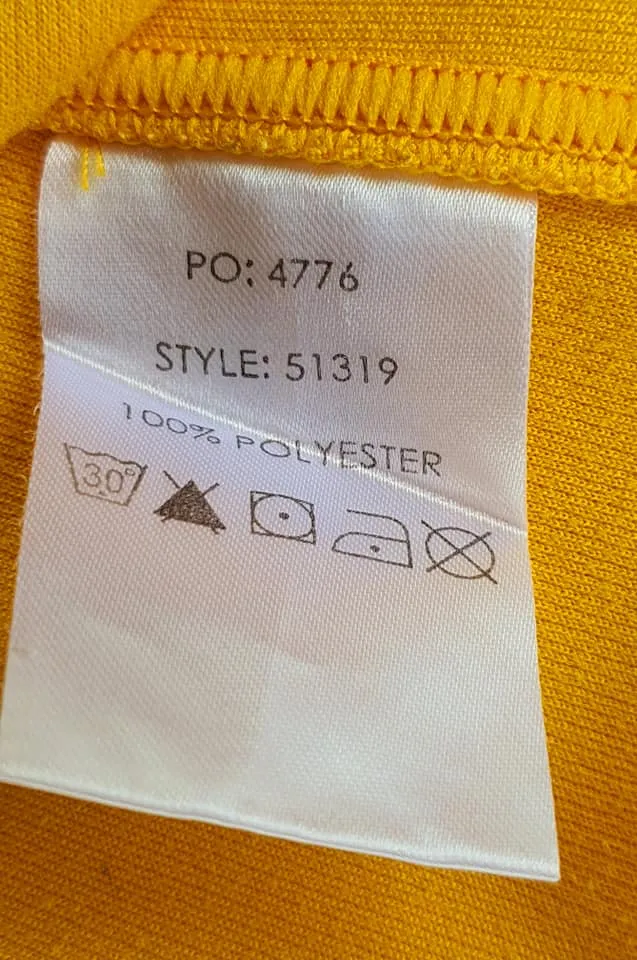 PO: 4776
STYLE: 51319
100% POLYESTER
30°